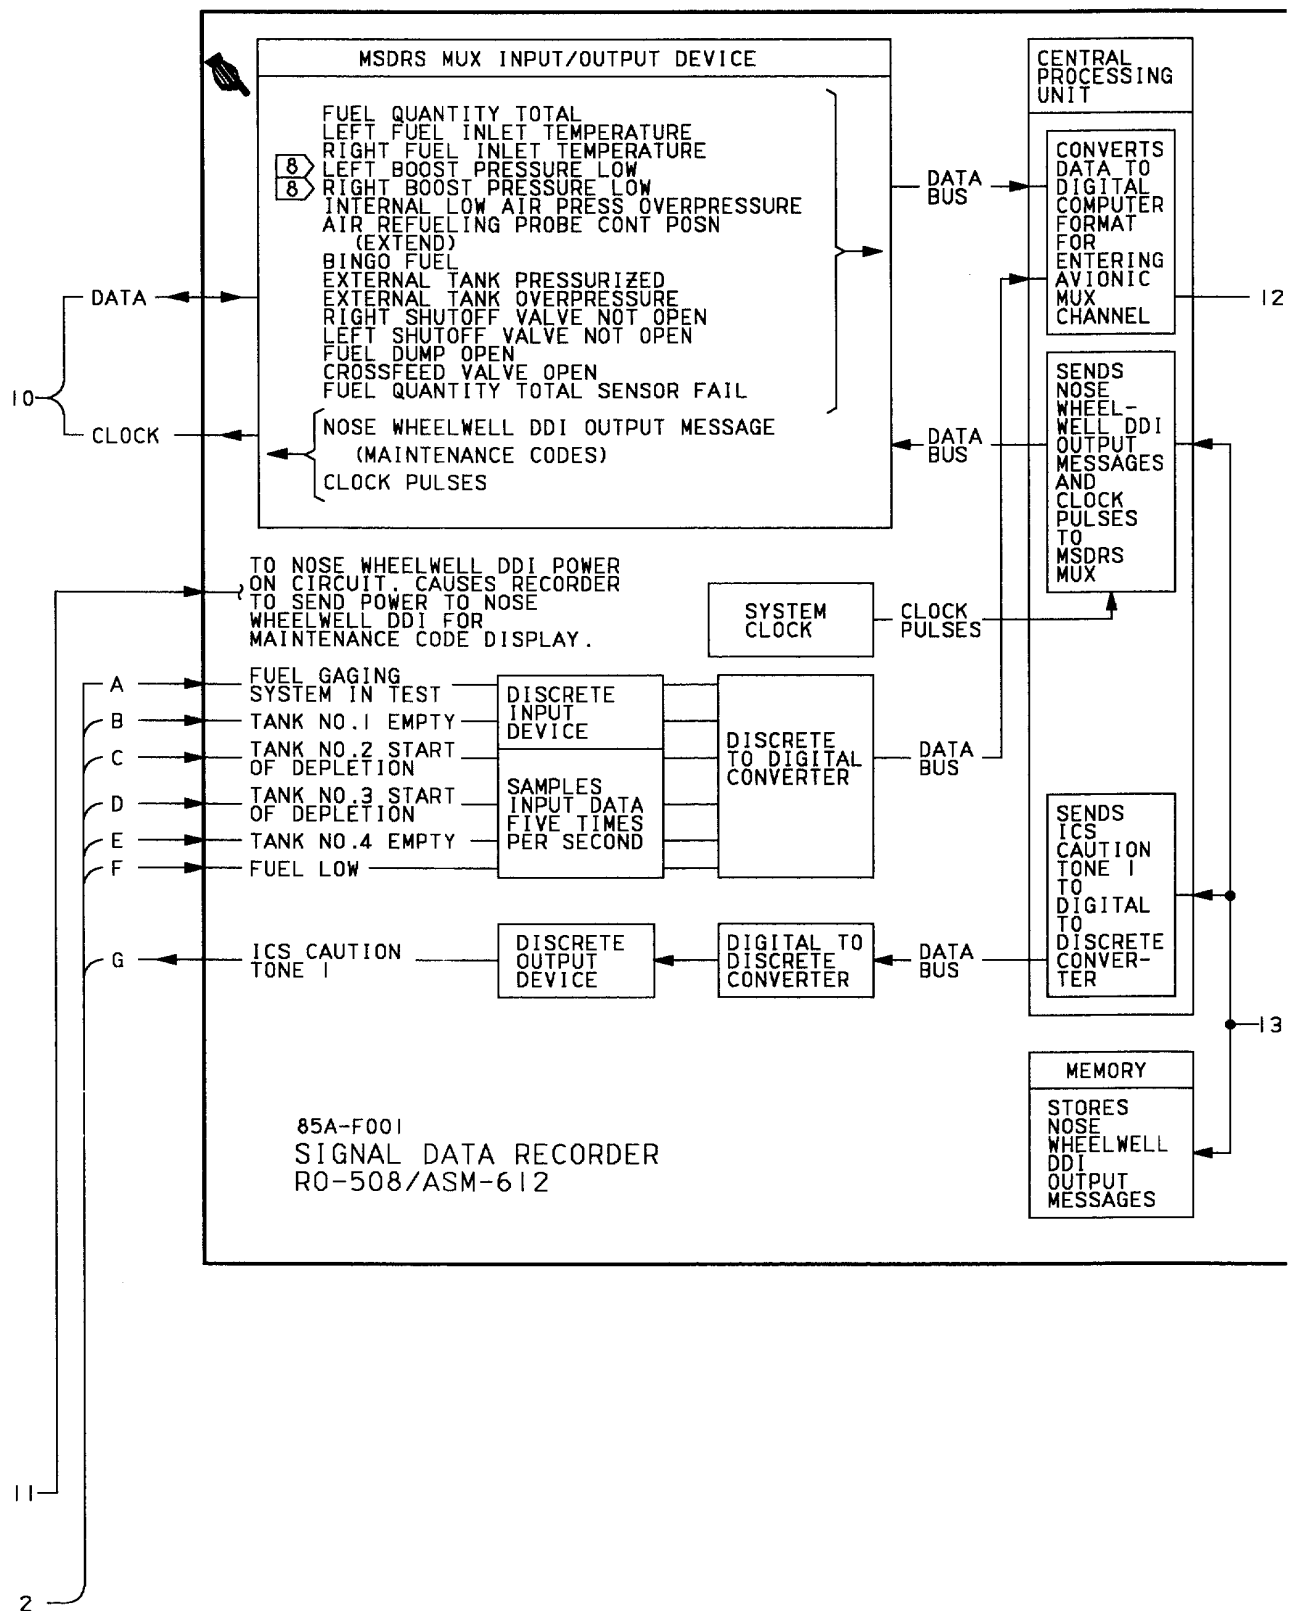 MSDRS MUX INPUT/OUTPUT DEVICE
FUEL QUANTITY TOTAL
LEFT FUEL INLET TEMPERATURE
RIGHT FUEL INLET TEMPERATURE
8 LEFT BOOST PRESSURE LOW
8 RIGHT BOOST PRESSURE LOW
INTERNAL LOW AIR PRESS OVERPRESSURE
AIR REFUELING PROBE CONT POSN
(EXTEND)
BINGO FUEL
EXTERNAL TANK PRESSURIZED
EXTERNAL TANK OVERPRESSURE
RIGHT SHUTOFF VALVE NOT OPEN
LEFT SHUTOFF VALVE NOT OPEN
FUEL DUMP OPEN
CROSSFEED VALVE OPEN
FUEL QUANTITY TOTAL SENSOR FAIL
NOSE WHEELWELL DDI OUTPUT MESSAGE
(MAINTENANCE CODES)
CLOCK PULSES
10
DATA
CLOCK
DATA
BUS
DATA
BUS
CENTRAL
PROCESSING
UNIT
CONVERTS
DATA TO
DIGITAL
COMPUTER
FORMAT
FOR
ENTERING
AVIONIC
MUX
CHANNEL
12
SENDS
NOSE
WHEEL-
WELL DDI
OUTPUT
MESSAGES
AND
CLOCK
PULSES
TO
MSDRS
MUX
TO NOSE WHEELWELL DDI POWER
ON CIRCUIT. CAUSES RECORDER
TO SEND POWER TO NOSE
WHEELWELL DDI FOR
MAINTENANCE CODE DISPLAY.
SYSTEM
CLOCK
CLOCK
PULSES
A
FUEL GAGING
SYSTEM IN TEST
B
TANK NO.1 EMPTY
C
TANK NO.2 START
OF DEPLETION
D
TANK NO.3 START
OF DEPLETION
E
TANK NO.4 EMPTY
F
FUEL LOW
DISCRETE
INPUT
DEVICE
SAMPLES
INPUT DATA
FIVE TIMES
PER SECOND
DISCRETE
TO DIGITAL
CONVERTER
DATA
BUS
SENDS
ICS
CAUTION
TONE 1
TO
DIGITAL
TO
DISCRETE
CONVER-
TER
G
ICS CAUTION
TONE 1
DISCRETE
OUTPUT
DEVICE
DIGITAL TO
DISCRETE
CONVERTER
DATA
BUS
13
MEMORY
STORES
NOSE
WHEELWELL
DDI
OUTPUT
MESSAGES
85A-F001
SIGNAL DATA RECORDER
RO-508/ASM-612
11
2